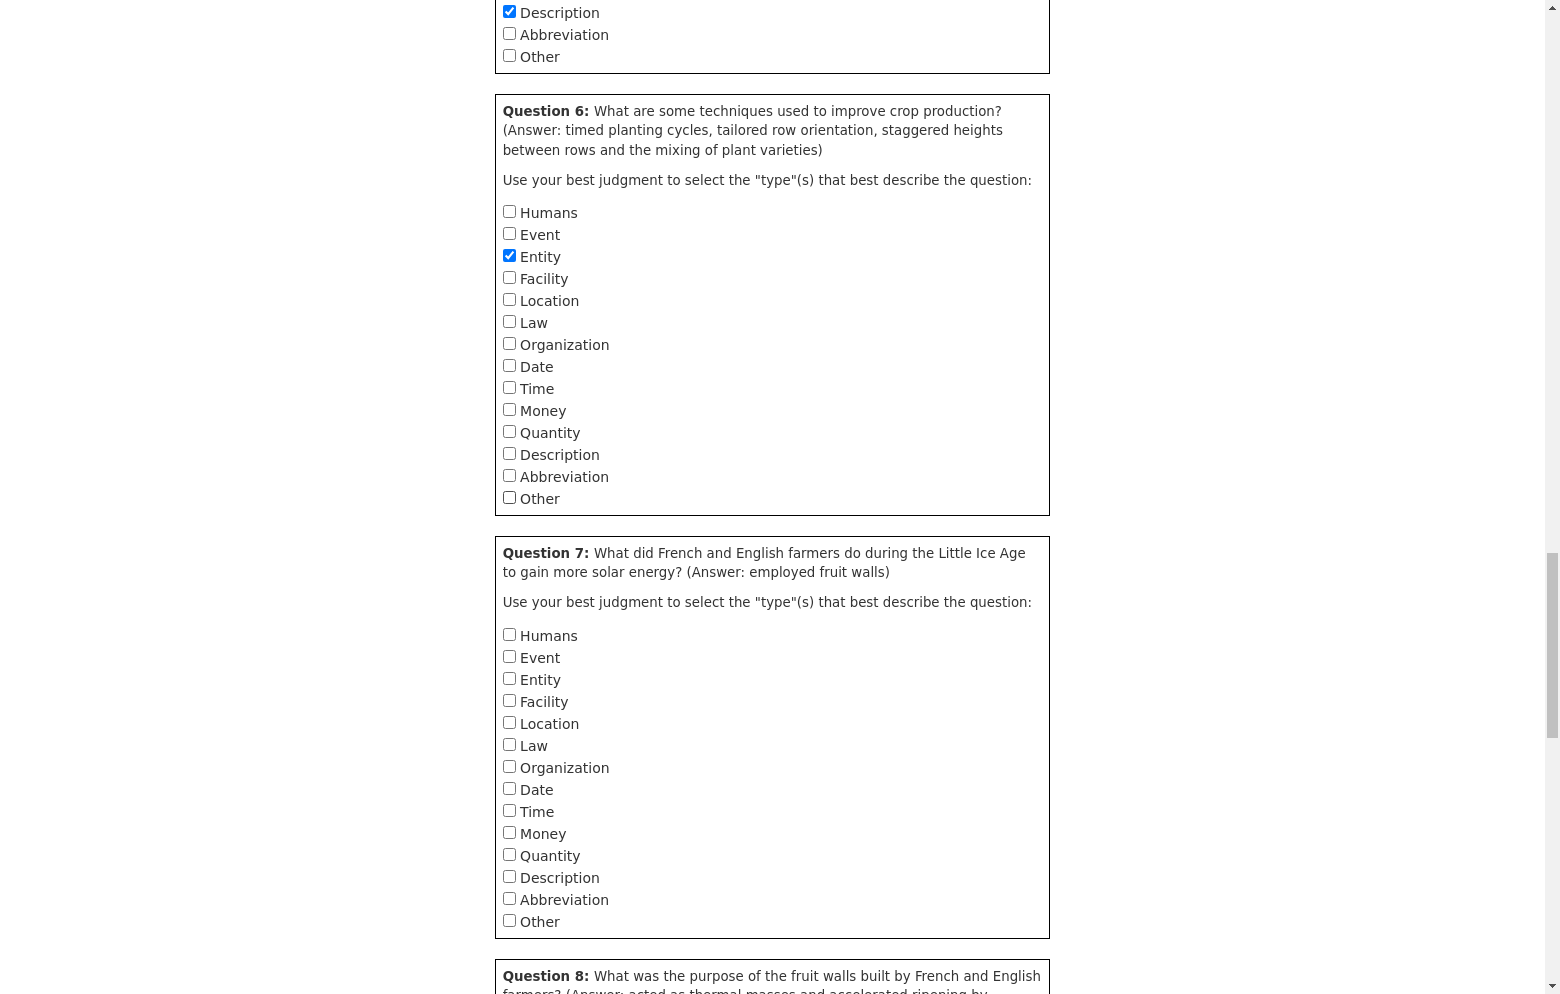 Description
Abbreviation
Other
Question 6: What are some techniques used to improve crop production?
(Answer: timed planting cycles, tailored row orientation, staggered heights
between rows and the mixing of plant varieties)
Use your best judgment to select the "type"(s) that best describe the question:
Humans
Event
Entity
Facility
Location
Law
Organization
Date
Time
Money
Quantity
Description
Abbreviation
Other
Question 7: What did French and English farmers do during the Little Ice Age
to gain more solar energy? (Answer: employed fruit walls)
Use your best judgment to select the "type"(s) that best describe the question:
Humans
Event
Entity
Facility
Location
Law
Organization
Date
Time
Money
Quantity
Description
Abbreviation
Other
Question 8: What was the purpose of the fruit walls built by French and English
farmers? (Answer: acted as thermal masses and accelerated ripening by